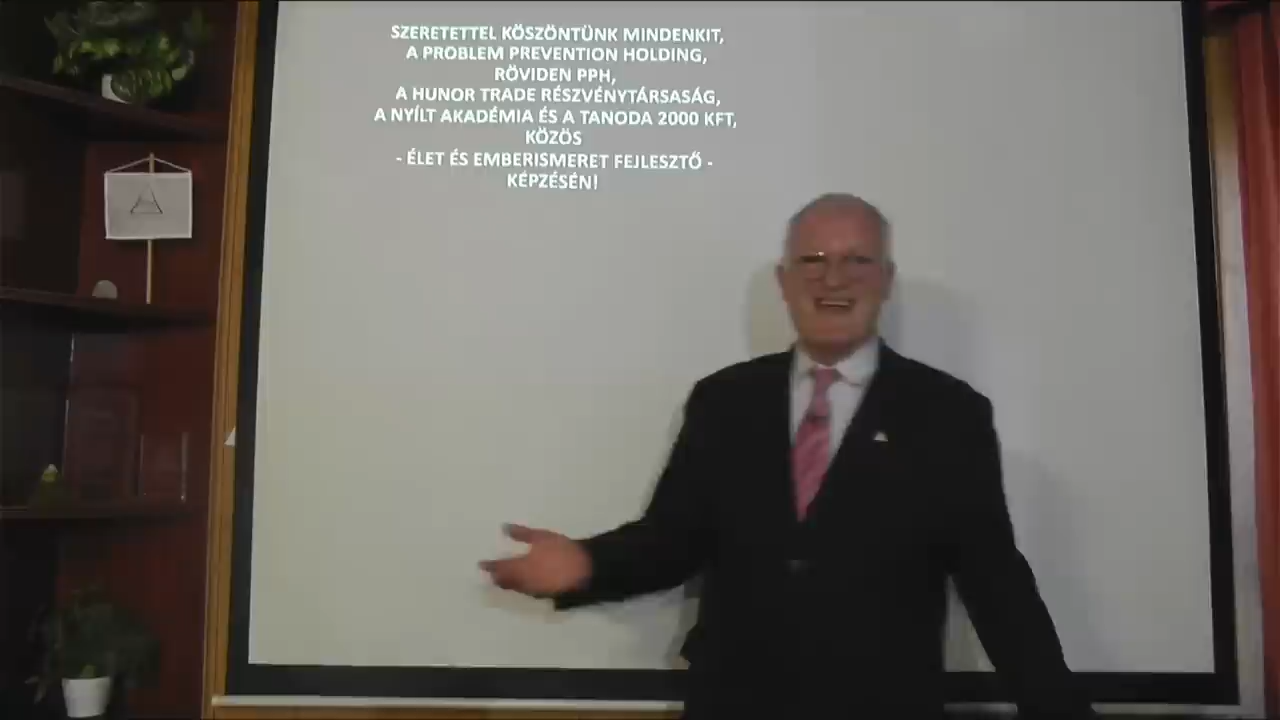 SZERETETTEL KÖSZÖNTÜNK MINDENKIT,
A PROBLEM PREVENTION HOLDING,
RÖVIDEN PPH,
A HUNOR TRADE RÉSZVÉNYTÁRSASÁG,
A NYÍLT AKADÉMIA ÉS A TANODA 2000 KFT,
KÖZÖS
- ÉLET ÉS EMBERISMERET FEJLESZTŐ -
KÉPZÉSÉN!